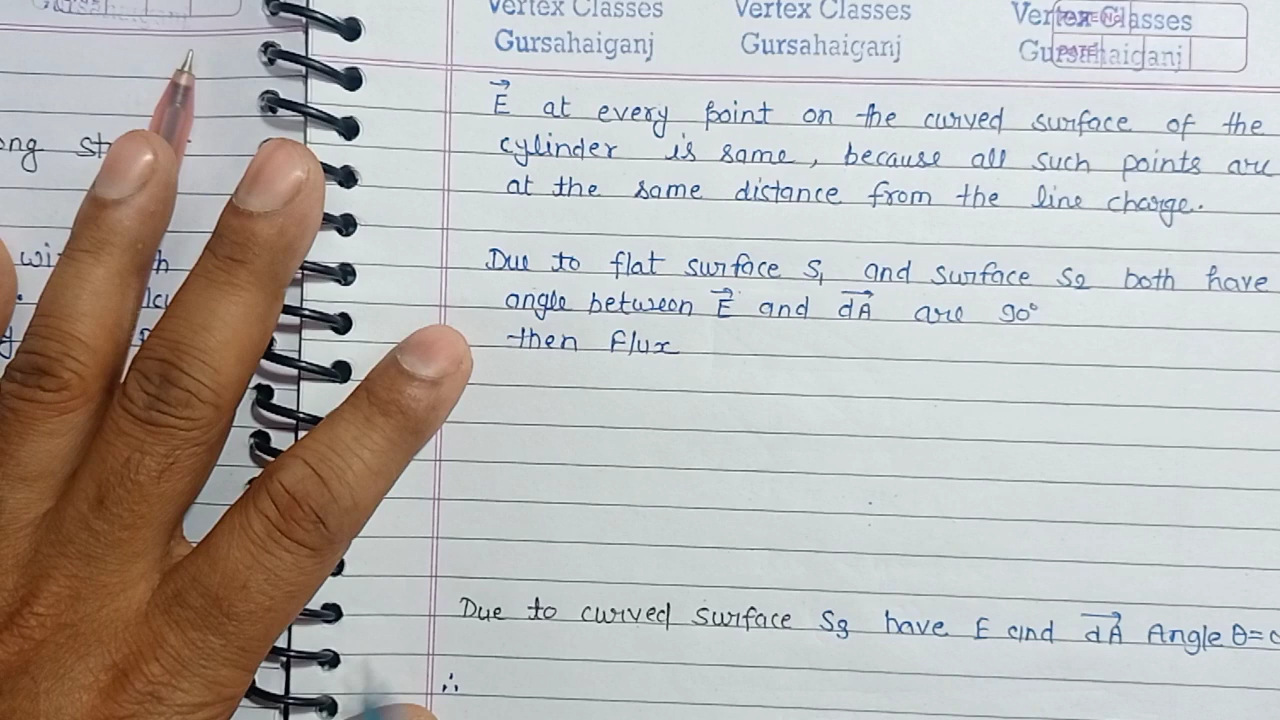 Vertex Classes Vertex Classes Vertex Classes
Gursahaiganj Gursahaiganj Gursahaiganj
E⃗ at every point on the curved surface of the
cylinder is same, because all such points are
at the same distance from the line charge.
Due to flat surface S₁ and surface S₂ both have
angle between E⃗ and dA⃗ are 90°
then Flux
Due to curved surface S₃ have E and dA⃗ Angle θ=
∴